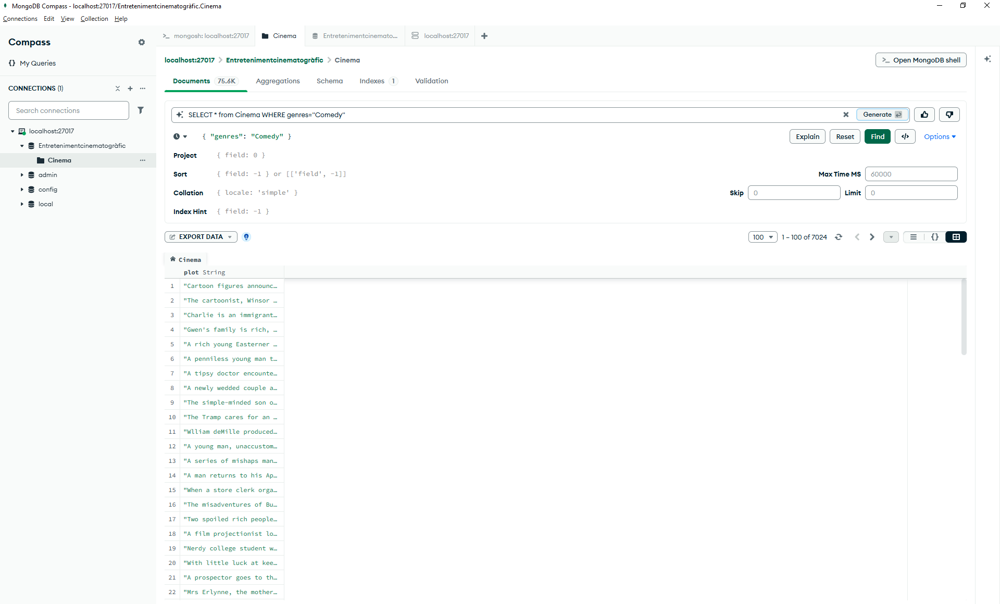 MongoDB Compass - localhost:27017/Entretenimentcinematogràfic.Cinema
Connections Edit View Collection Help
Compass
My Queries
CONNECTIONS (1)
Search connections
localhost:27017
Entretenimentcinematogràfic
Cinema
admin
config
local
mongosh: localhost:27017
Cinema
Entretenimentcinemato...
localhost:27017
localhost:27017 > Entretenimentcinematogràfic > Cinema
>_ Open MongoDB shell
Documents 75.6K Aggregations Schema Indexes 1 Validation
SELECT * from Cinema WHERE genres="Comedy"
Generate
{ "genres": "Comedy" }
Explain Reset Find </> Options
Project { field: 0 }
Sort { field: -1 } or [['field', -1]]
Max Time MS 60000
Collation { locale: 'simple' }
Skip 0 Limit 0
Index Hint { field: -1 }
EXPORT DATA
100 1 – 100 of 7024
Cinema
plot String
1 "Cartoon figures announc…
2 "The cartoonist, Winsor …
3 "Charlie is an immigrant…
4 "Gwen's family is rich, …
5 "A rich young Easterner …
6 "A penniless young man t…
7 "A tipsy doctor encounte…
8 "A newly wedded couple a…
9 "The simple-minded son o…
10 "The Tramp cares for an …
11 "Wlliam deMille produced…
12 "A young man, unaccustom…
13 "A series of mishaps man…
14 "A man returns to his Ap…
15 "When a store clerk orga…
16 "The misadventures of Bu…
17 "Two spoiled rich people…
18 "A film projectionist lo…
19 "Nerdy college student w…
20 "With little luck at kee…
21 "A prospector goes to th…
22 "Mrs Erlynne, the mother…